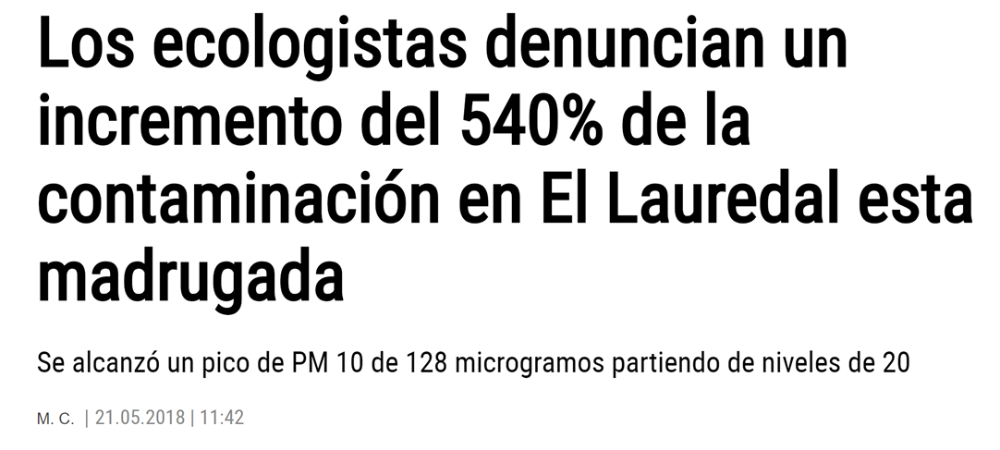 Los ecologistas denuncian un
incremento del 540% de la
contaminación en El Lauredal esta
madrugada
Se alcanzó un pico de PM 10 de 128 microgramos partiendo de niveles de 20
M. C. | 21.05.2018 | 11:42